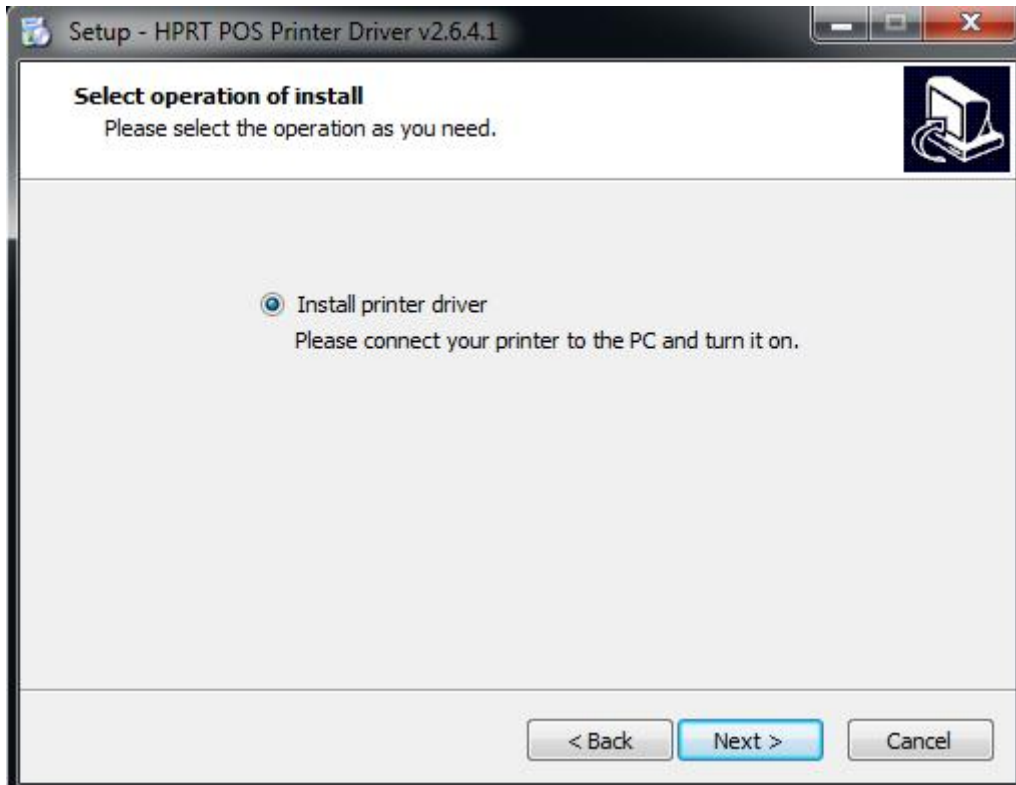 Setup - HPRT POS Printer Driver v2.6.4.1
Select operation of install
Please select the operation as you need.
Install printer driver
Please connect your printer to the PC and turn it on.
< Back Next > Cancel